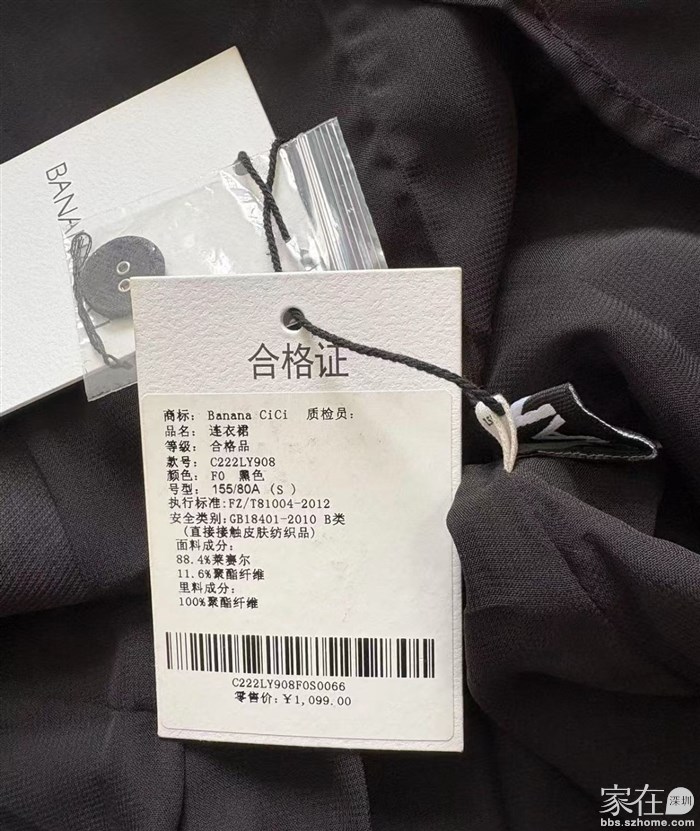 BANA
合格证
商标: Banana CiCi 质检员:
品名: 连衣裙
等级: 合格品
款号: C222LY908
颜色: F0 黑色
号型: 155/80A (S)
执行标准:FZ/T81004-2012
安全类别:GB18401-2010 B类
(直接接触皮肤纺织品)
面料成分:
88.4%莱赛尔
11.6%聚酯纤维
里料成分:
100%聚酯纤维
C222LY908F0S0066
零售价:¥1,099.00
家在深圳
bbs.szhome.com